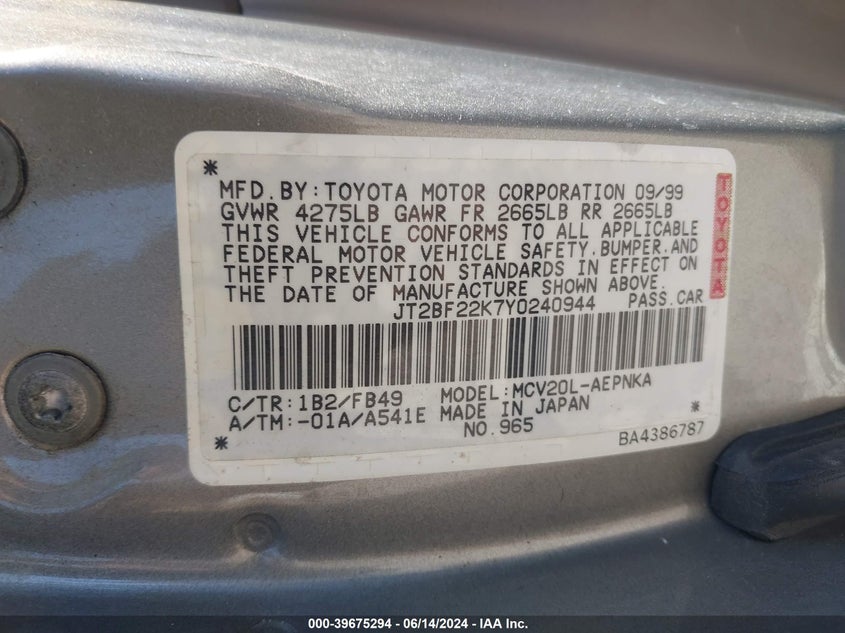 MFD.BY:TOYOTA MOTOR CORPORATION 09/99
GVWR 4275LB GAWR FR 2665LB RR 2665LB
THIS VEHICLE CONFORMS TO ALL APPLICABLE
FEDERAL MOTOR VEHICLE SAFETY,BUMPER,AND
THEFT PREVENTION STANDARDS IN EFFECT ON
THE DATE OF MANUFACTURE SHOWN ABOVE.
JT2BF22K7Y0240944 PASS.CAR
TOYOTA
C/TR:1B2/FB49 MODEL:MCV20L-AEPNKA
A/TM:-01A/A541E MADE IN JAPAN
NO.965
BA4386787
000-39675294 - 06/14/2024 - IAA Inc.